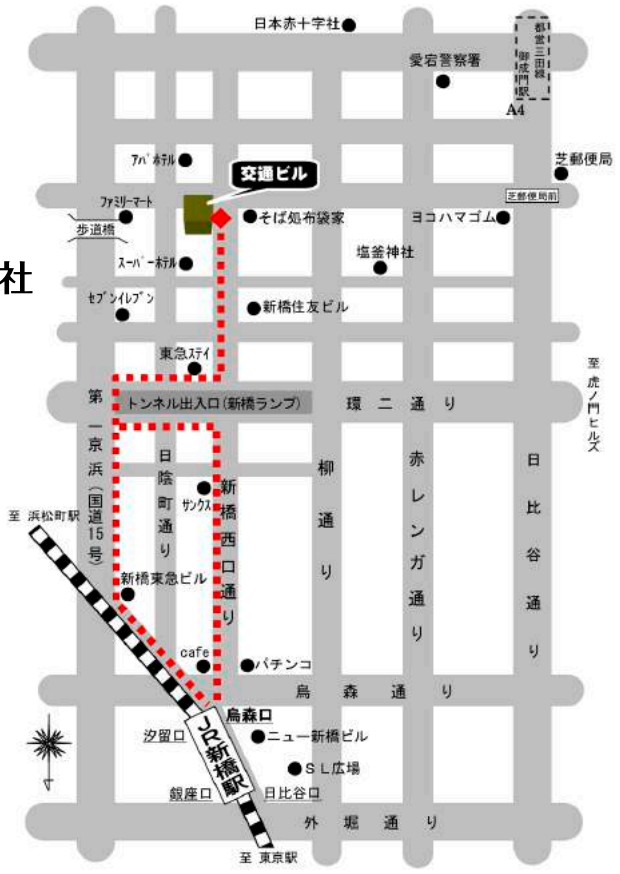 日本赤十字社
都営三田線
御成門駅
愛宕警察署
A4
アパホテル
交通ビル
芝郵便局
ファミリーマート
芝郵便局前
そば処布袋家
ヨコハマゴム
歩道橋
塩釜神社
スーパーホテル
社
セブンイレブン
新橋住友ビル
東急ステイ
至 虎ノ門ヒルズ
第一京浜(国道15号)
トンネル出入口(新橋ランプ)
環二通り
日陰町通り
新橋西口通り
柳通り
赤レンガ通り
日比谷通り
サンクス
至 浜松町駅
新橋東急ビル
cafe
パチンコ
烏森通り
烏森口
汐留口
JR新橋駅
ニュー新橋ビル
SL広場
銀座口
日比谷口
外堀通り
至 東京駅